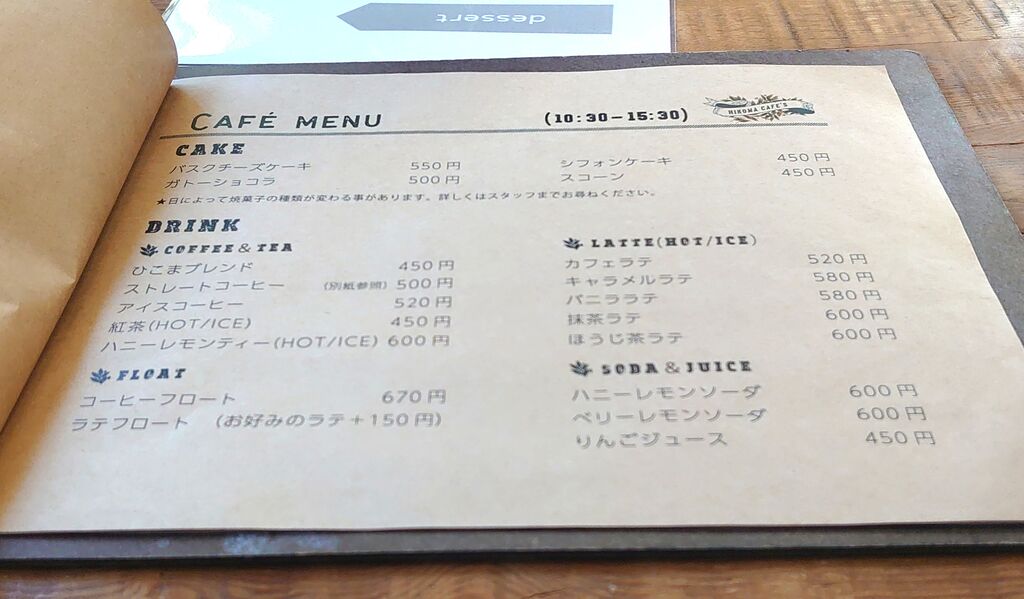 dessert
CAFÉ MENU (10:30-15:30)
HIKOMA CAFE'S
CAKE
バスクチーズケーキ 550円
ガトーショコラ 500円
シフォンケーキ 450円
スコーン 450円
★日によって焼菓子の種類が変わる事があります。詳しくはスタッフまでお尋ねください。
DRINK
COFFEE & TEA
ひこまブレンド 450円
ストレートコーヒー (別紙参照) 500円
アイスコーヒー 520円
紅茶(HOT/ICE) 450円
ハニーレモンティー(HOT/ICE) 600円
FLOAT
コーヒーフロート 670円
ラテフロート (お好みのラテ+150円)
LATTE(HOT/ICE)
カフェラテ 520円
キャラメルラテ 580円
バニララテ 580円
抹茶ラテ 600円
ほうじ茶ラテ 600円
SODA & JUICE
ハニーレモンソーダ 600円
ベリーレモンソーダ 600円
りんごジュース 450円